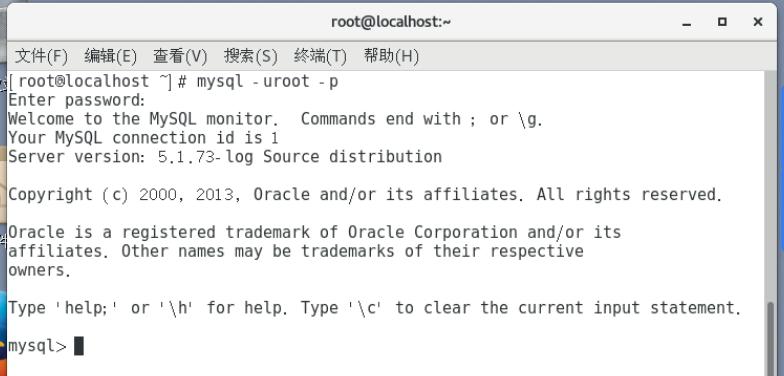 root@localhost:~
文件(F) 编辑(E) 查看(V) 搜索(S) 终端(T) 帮助(H)
[root@localhost ~]# mysql -uroot -p
Enter password:
Welcome to the MySQL monitor.  Commands end with ; or \g.
Your MySQL connection id is 1
Server version: 5.1.73-log Source distribution
Copyright (c) 2000, 2013, Oracle and/or its affiliates. All rights reserved.
Oracle is a registered trademark of Oracle Corporation and/or its
affiliates. Other names may be trademarks of their respective
owners.
Type 'help;' or '\h' for help. Type '\c' to clear the current input statement.
mysql>